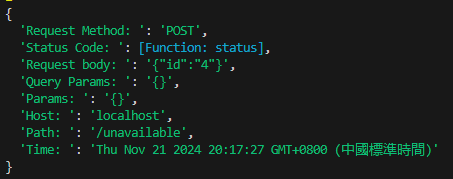 {
'Request Method: ': 'POST',
'Status Code: ': [Function: status],
'Request body: ': '{"id":"4"}',
'Query Params: ': '{}',
'Params: ': '{}',
'Host: ': 'localhost',
'Path: ': '/unavailable',
'Time: ': 'Thu Nov 21 2024 20:17:27 GMT+0800 (中國標準時間)'
}